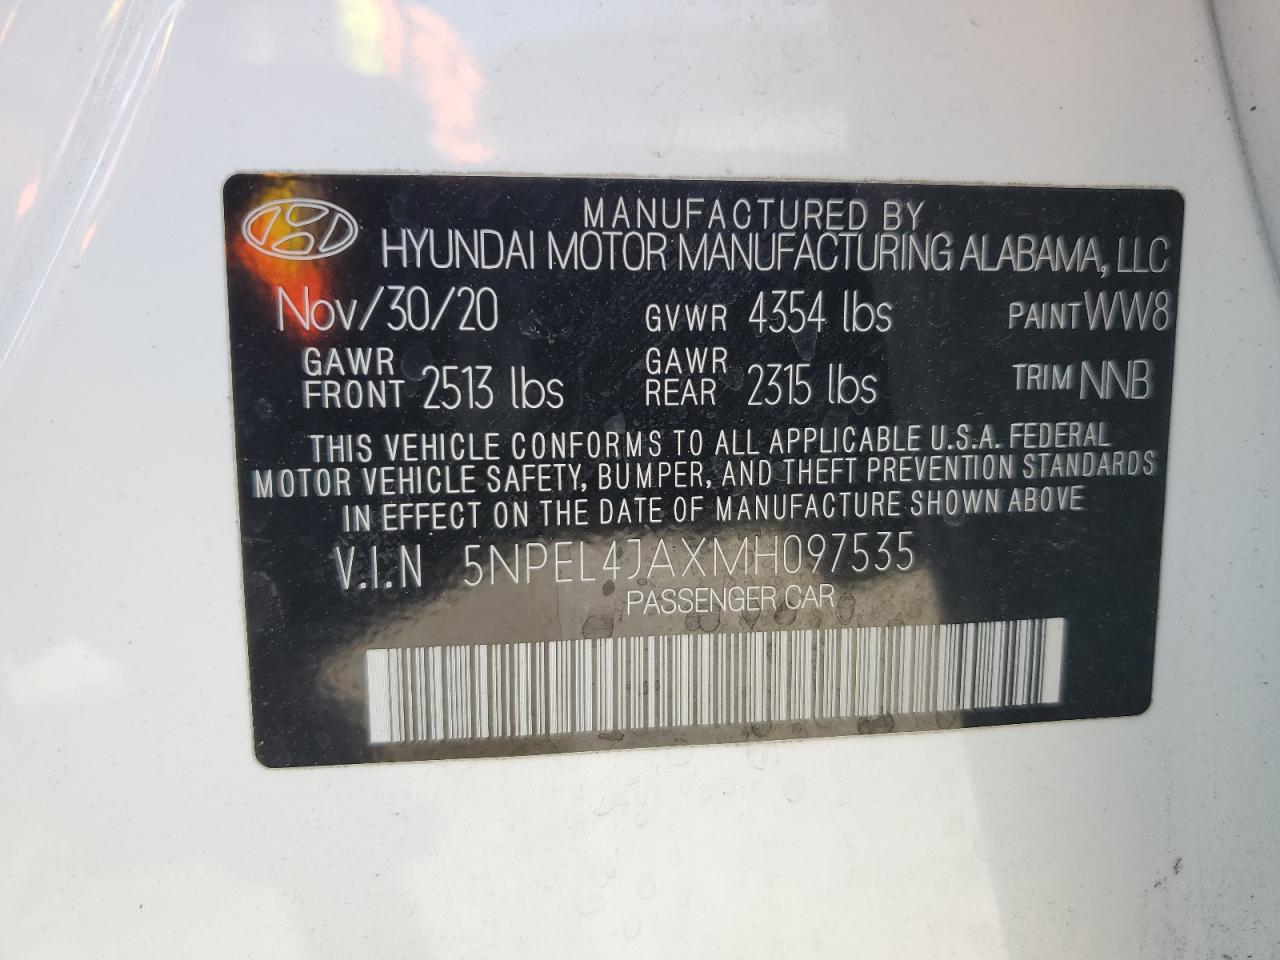 MANUFACTURED BY
HYUNDAI MOTOR MANUFACTURING ALABAMA, LLC
Nov/30/20 GVWR 4354 lbs PAINT WW8
GAWR FRONT 2513 lbs GAWR REAR 2315 lbs TRIM NNB
THIS VEHICLE CONFORMS TO ALL APPLICABLE U.S.A. FEDERAL
MOTOR VEHICLE SAFETY, BUMPER, AND THEFT PREVENTION STANDARDS
IN EFFECT ON THE DATE OF MANUFACTURE SHOWN ABOVE
V.I.N 5NPEL4JAXMH097535
PASSENGER CAR